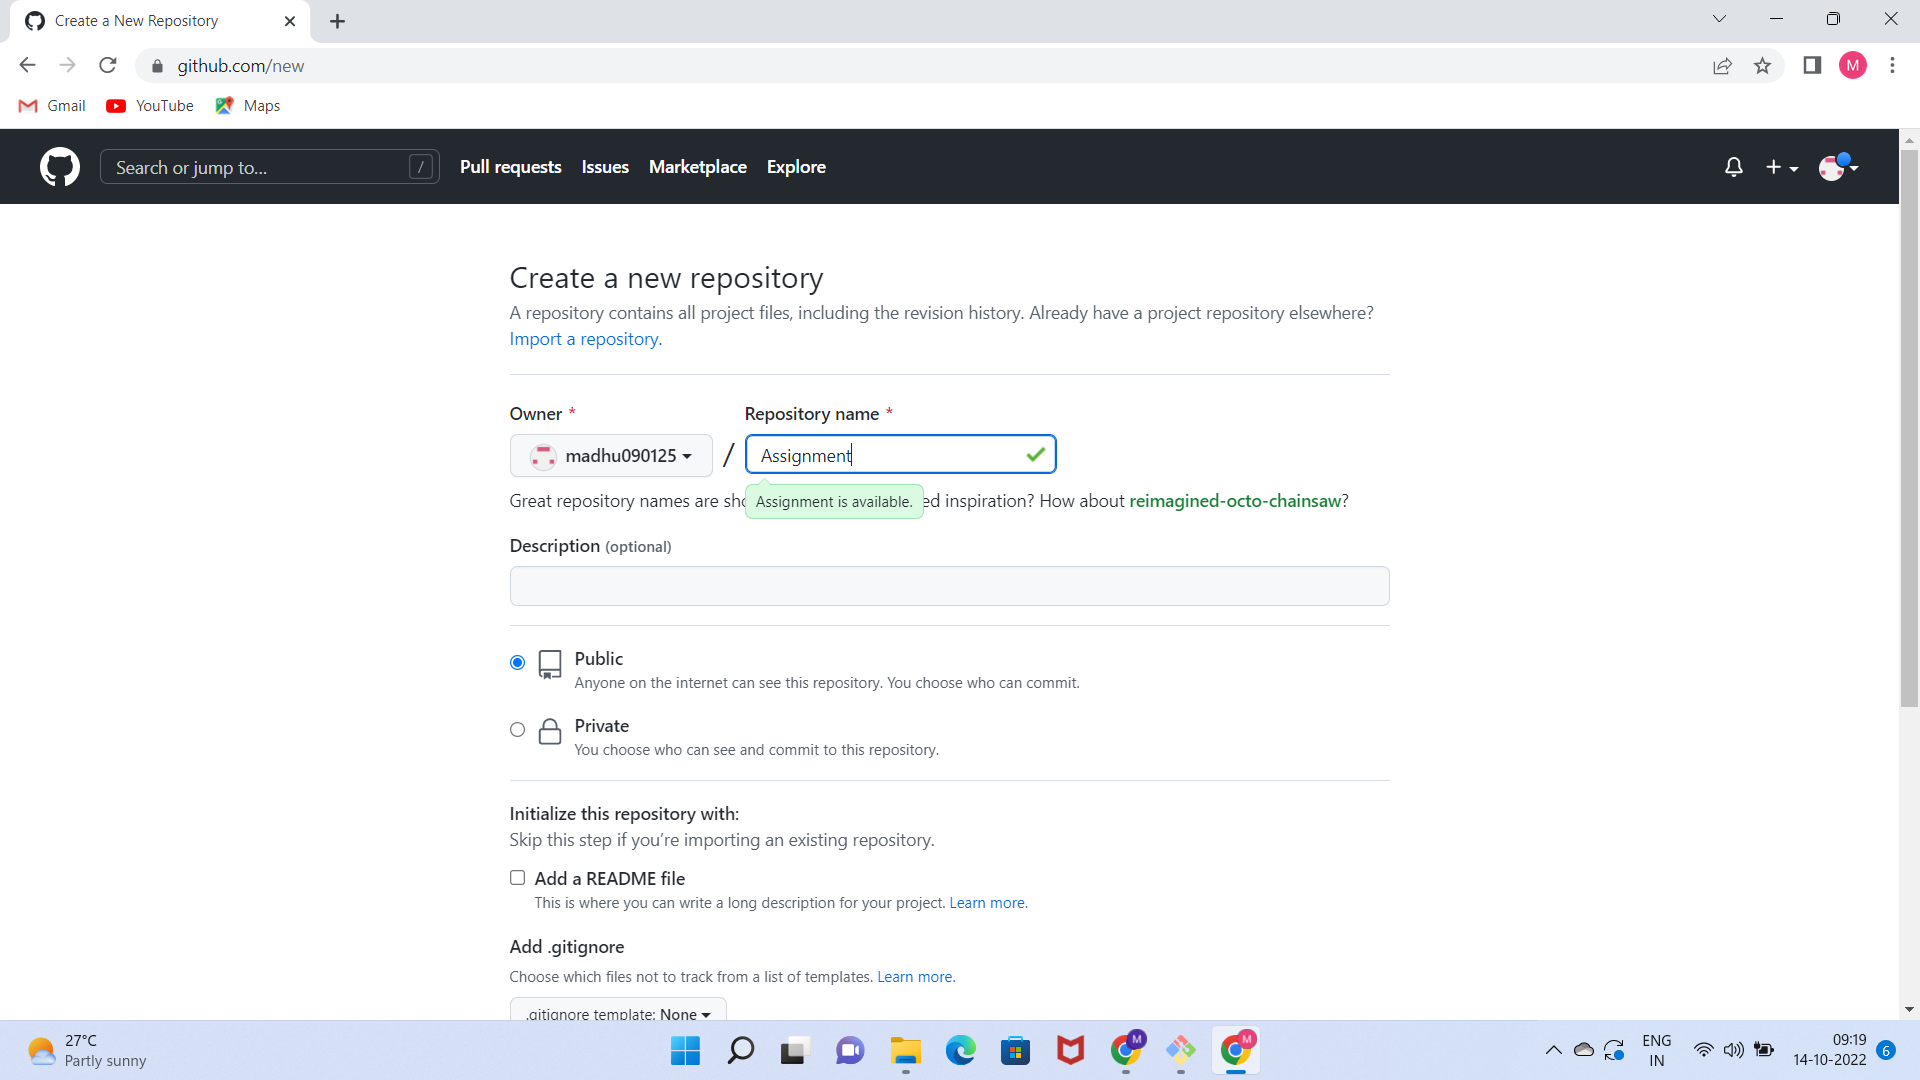 Create a New Repository
github.com/new
M
Gmail
YouTube
Maps
Search or jump to...
/
Pull requests
Issues
Marketplace
Explore
Create a new repository
A repository contains all project files, including the revision history. Already have a project repository elsewhere?
Import a repository.
Owner *
Repository name *
madhu090125
/
Assignment
Great repository names are sho
Assignment is available.
ed inspiration? How about reimagined-octo-chainsaw?
Description (optional)
Public
Anyone on the internet can see this repository. You choose who can commit.
Private
You choose who can see and commit to this repository.
Initialize this repository with:
Skip this step if you’re importing an existing repository.
Add a README file
This is where you can write a long description for your project. Learn more.
Add .gitignore
Choose which files not to track from a list of templates. Learn more.
.gitignore template: None
27°C
Partly sunny
M
M
ENG
IN
09:19
14-10-2022
6